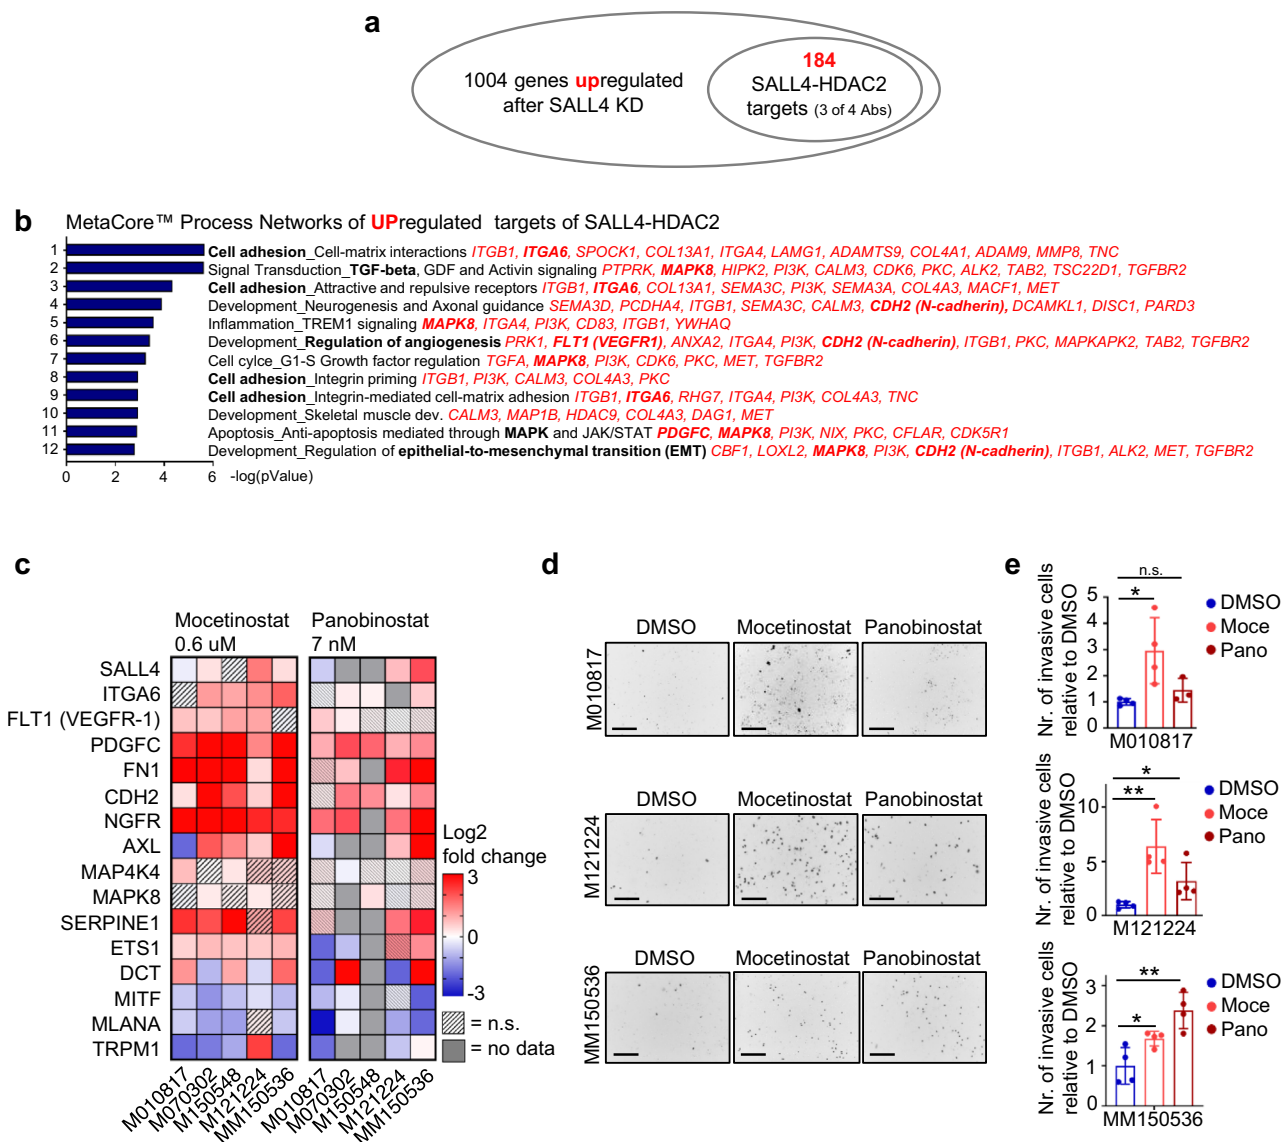 a
1004 genes upregulated
after SALL4 KD
184
SALL4-HDAC2
targets (3 of 4 Abs)
b
MetaCore™ Process Networks of UPregulated targets of SALL4-HDAC2
1 Cell adhesion_Cell-matrix interactions ITGB1, ITGA6, SPOCK1, COL13A1, ITGA4, LAMG1, ADAMTS9, COL4A1, ADAM9, MMP8, TNC
2 Signal Transduction_TGF-beta, GDF and Activin signaling PTPRK, MAPK8, HIPK2, PI3K, CALM3, CDK6, PKC, ALK2, TAB2, TSC22D1, TGFBR2
3 Cell adhesion_Attractive and repulsive receptors ITGB1, ITGA6, COL13A1, SEMA3C, PI3K, SEMA3A, COL4A3, MACF1, MET
4 Development_Neurogenesis and Axonal guidance SEMA3D, PCDHA4, ITGB1, SEMA3C, CALM3, CDH2 (N-cadherin), DCAMKL1, DISC1, PARD3
5 Inflammation_TREM1 signaling MAPK8, ITGA4, PI3K, CD83, ITGB1, YWHAQ
6 Development_Regulation of angiogenesis PRK1, FLT1 (VEGFR1), ANXA2, ITGA4, PI3K, CDH2 (N-cadherin), ITGB1, PKC, MAPKAPK2, TAB2, TGFBR2
7 Cell cylce_G1-S Growth factor regulation TGFA, MAPK8, PI3K, CDK6, PKC, MET, TGFBR2
8 Cell adhesion_Integrin priming ITGB1, PI3K, CALM3, COL4A3, PKC
9 Cell adhesion_Integrin-mediated cell-matrix adhesion ITGB1, ITGA6, RHG7, ITGA4, PI3K, COL4A3, TNC
10 Development_Skeletal muscle dev. CALM3, MAP1B, HDAC9, COL4A3, DAG1, MET
11 Apoptosis_Anti-apoptosis mediated through MAPK and JAK/STAT PDGFC, MAPK8, PI3K, NIX, PKC, CFLAR, CDK5R1
12 Development_Regulation of epithelial-to-mesenchymal transition (EMT) CBF1, LOXL2, MAPK8, PI3K, CDH2 (N-cadherin), ITGB1, ALK2, MET, TGFBR2
0 2 4 6 -log(pValue)
c
Mocetinostat
0.6 uM
Panobinostat
7 nM
SALL4
ITGA6
FLT1 (VEGFR-1)
PDGFC
FN1
CDH2
NGFR
AXL
MAP4K4
MAPK8
SERPINE1
ETS1
DCT
MITF
MLANA
TRPM1
M010817
M070302
M150548
M121224
MM150536
M010817
M070302
M150548
M121224
MM150536
Log2
fold change
3
0
-3
= n.s.
= no data
d
DMSO Mocetinostat Panobinostat
M010817
DMSO Mocetinostat Panobinostat
M121224
DMSO Mocetinostat Panobinostat
MM150536
e
Nr. of invasive cells
relative to DMSO
5
4
3
2
1
0
n.s.
*
M010817
DMSO
Moce
Pano
Nr. of invasive cells
relative to DMSO
10
5
0
*
**
M121224
DMSO
Moce
Pano
Nr. of invasive cells
relative to DMSO
3
2
1
0
**
*
MM150536
DMSO
Moce
Pano